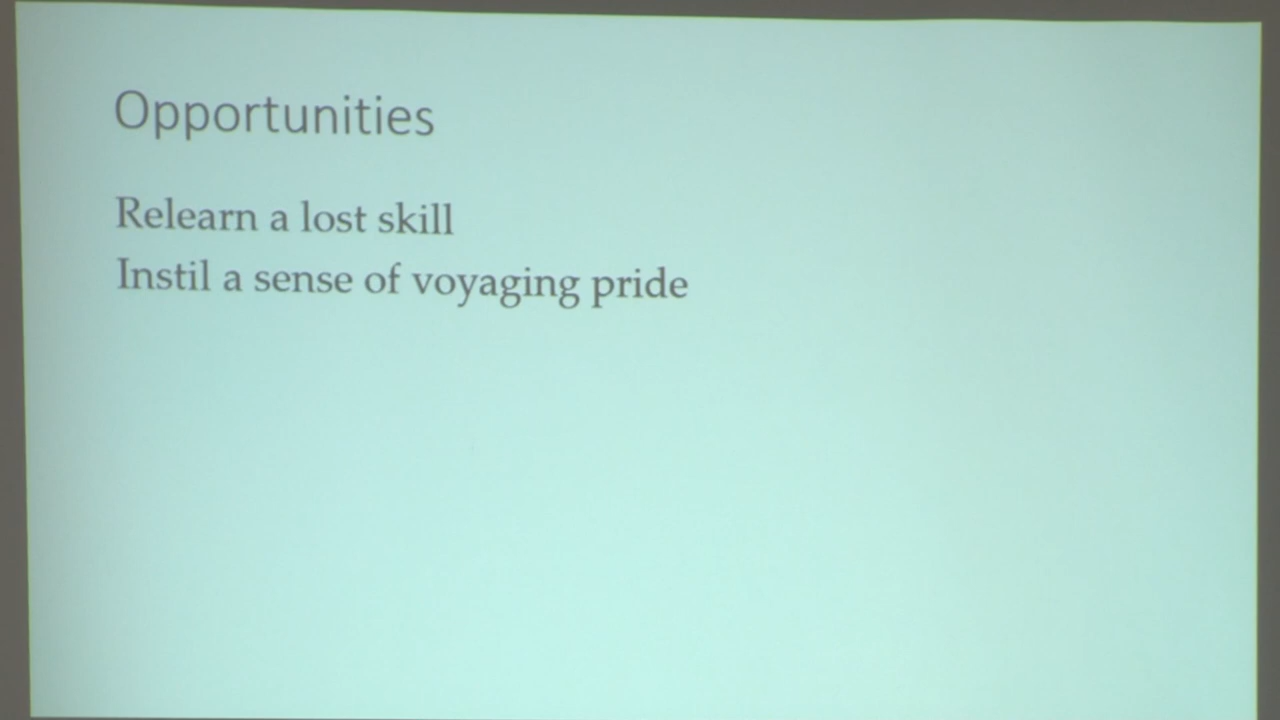 Opportunities
Relearn a lost skill
Instil a sense of voyaging pride